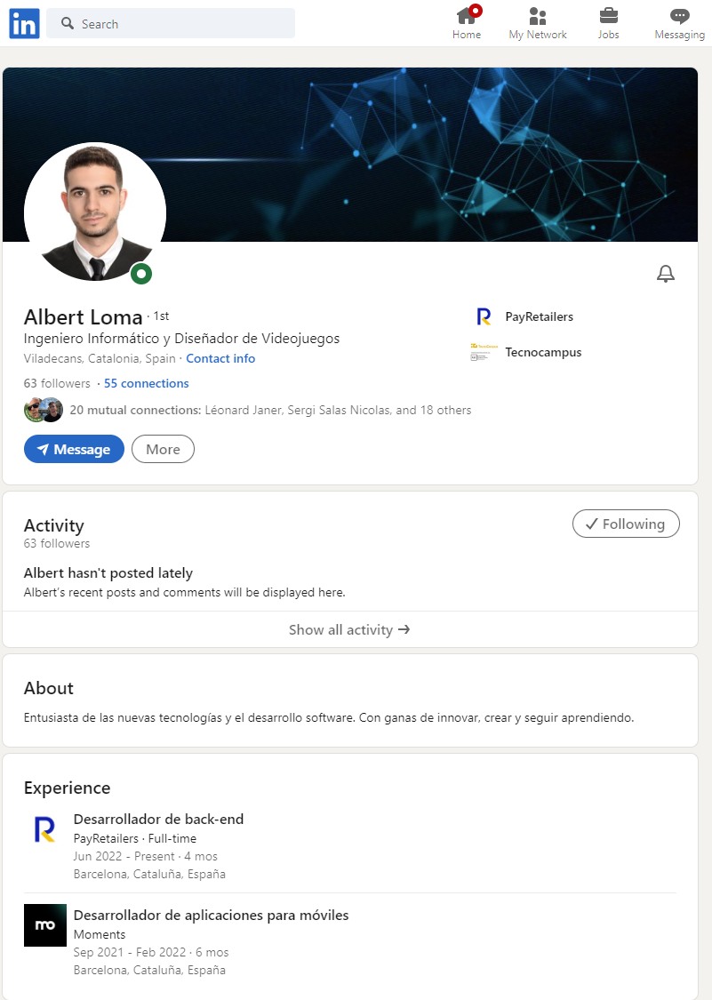 in Search
Home My Network Jobs Messaging
Albert Loma · 1st
Ingeniero Informático y Diseñador de Videojuegos
Viladecans, Catalonia, Spain · Contact info
63 followers · 55 connections
20 mutual connections: Léonard Janer, Sergi Salas Nicolas, and 18 others
Message More
PayRetailers
Tecnocampus
Activity
63 followers
Following
Albert hasn't posted lately
Albert's recent posts and comments will be displayed here.
Show all activity →
About
Entusiasta de las nuevas tecnologías y el desarrollo software. Con ganas de innovar, crear y seguir aprendiendo.
Experience
Desarrollador de back-end
PayRetailers · Full-time
Jun 2022 - Present · 4 mos
Barcelona, Cataluña, España
mo
Desarrollador de aplicaciones para móviles
Moments
Sep 2021 - Feb 2022 · 6 mos
Barcelona, Cataluña, España